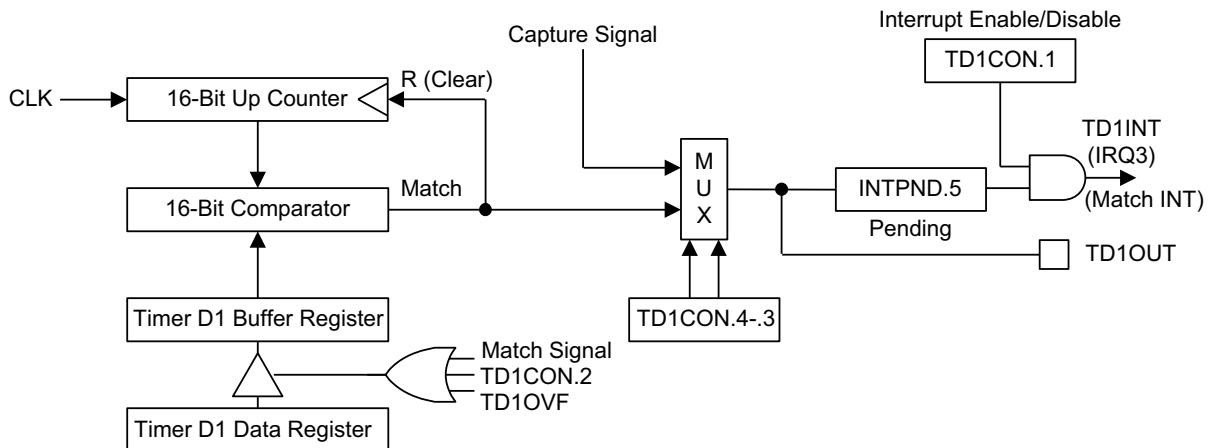 Interrupt Enable/Disable
Capture Signal
TD1CON.1
R (Clear)
CLK
16-Bit Up Counter
TD1INT
(IRQ3)
(Match INT)
M
U
X
Match
16-Bit Comparator
INTPND.5
Pending
TD1OUT
Timer D1 Buffer Register
TD1CON.4-.3
Match Signal
TD1CON.2
TD1OVF
Timer D1 Data Register